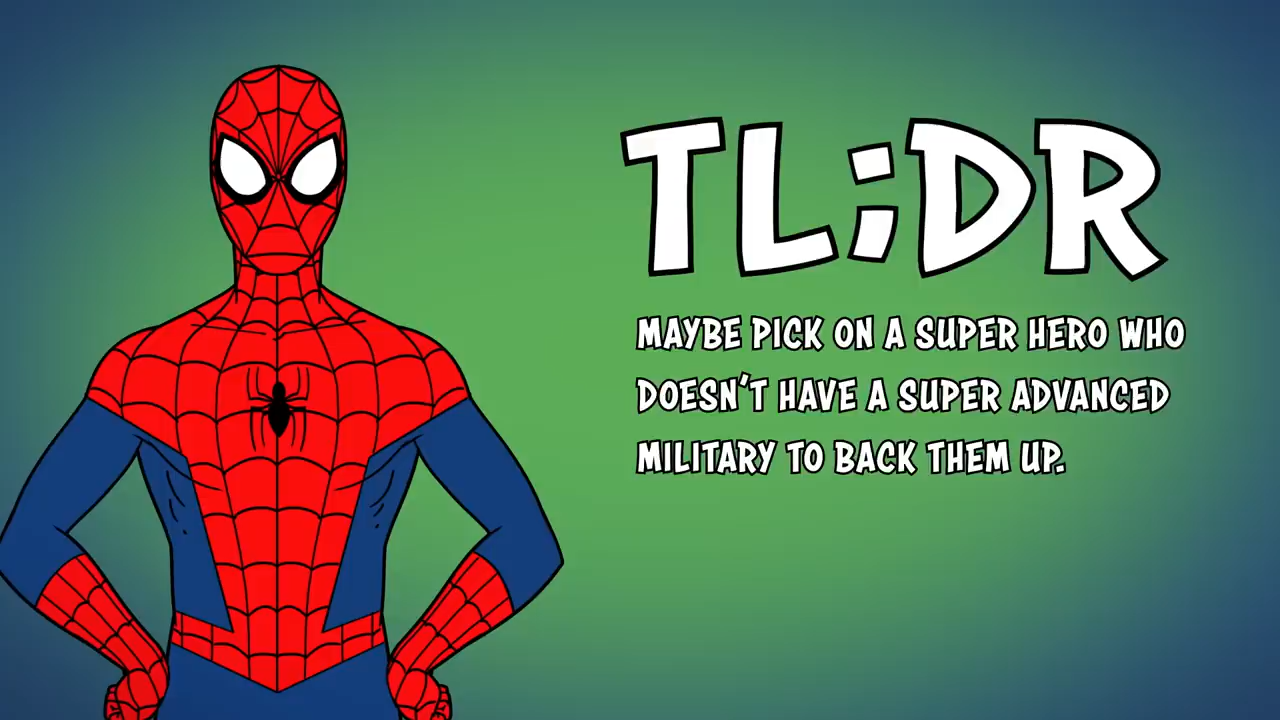 TL;DR
MAYBE PICK ON A SUPER HERO WHO
DOESN'T HAVE A SUPER ADVANCED
MILITARY TO BACK THEM UP.